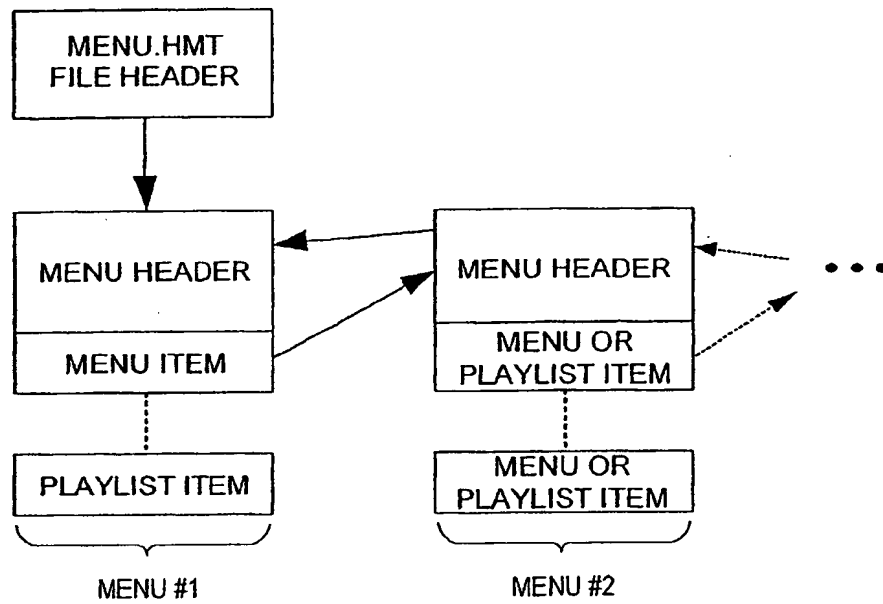 MENU.HMT
FILE HEADER
MENU HEADER
MENU ITEM
PLAYLIST ITEM
MENU #1
MENU HEADER
MENU OR
PLAYLIST ITEM
MENU OR
PLAYLIST ITEM
MENU #2